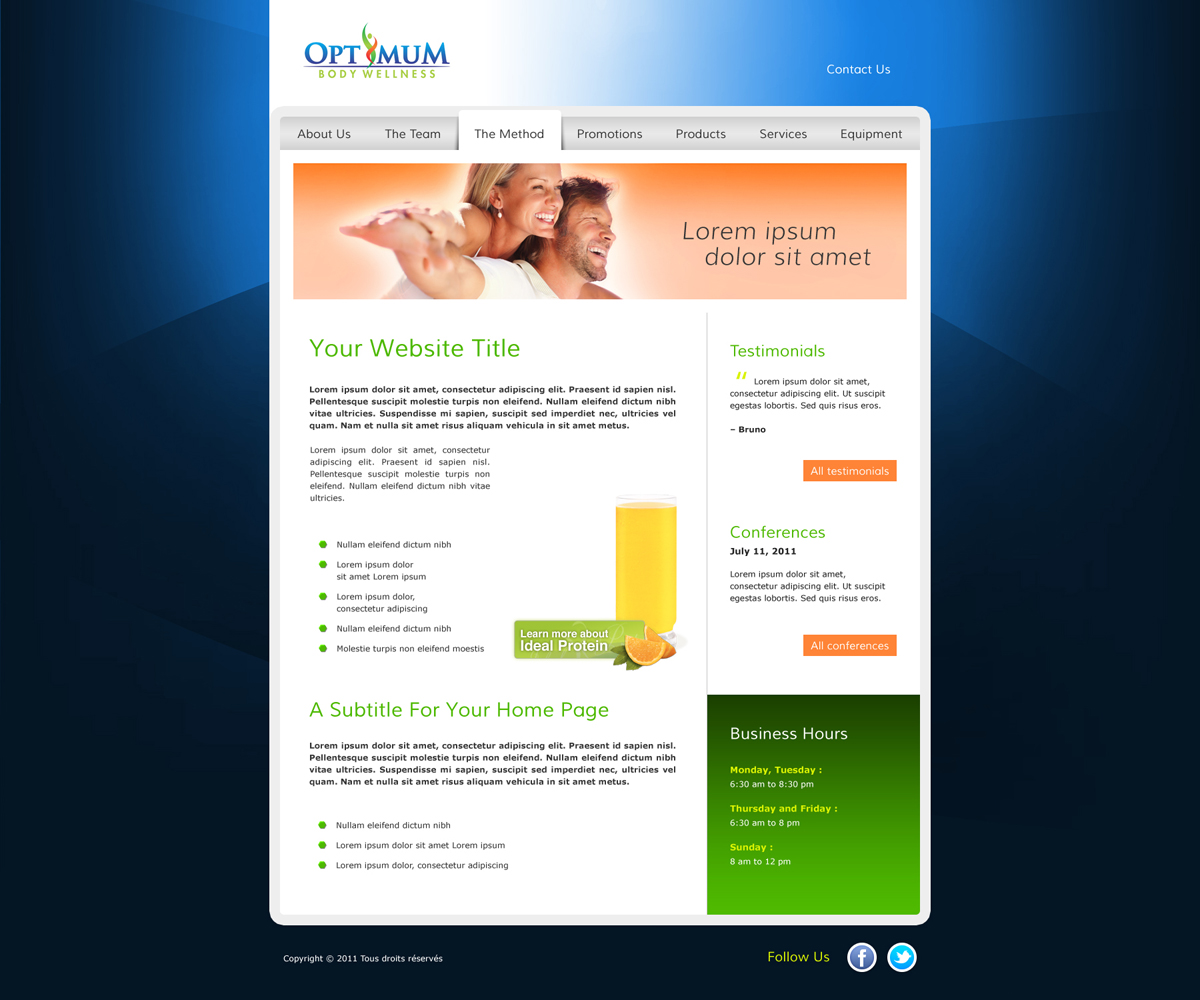 OPTIMUM
BODY WELLNESS
Contact Us
About Us
The Team
The Method
Promotions
Products
Services
Equipment
Lorem ipsum
dolor sit amet
Your Website Title
Lorem ipsum dolor sit amet, consectetur adipiscing elit. Praesent id sapien nisl.
Pellentesque suscipit molestie turpis non eleifend. Nullam eleifend dictum nibh
vitae ultricies. Suspendisse mi sapien, suscipit sed imperdiet nec, ultricies vel
quam. Nam et nulla sit amet risus aliquam vehicula in sit amet metus.
Lorem ipsum dolor sit amet, consectetur
adipiscing elit. Praesent id sapien nisl.
Pellentesque suscipit molestie turpis non
eleifend. Nullam eleifend dictum nibh vitae
ultricies.
Nullam eleifend dictum nibh
Lorem ipsum dolor
sit amet Lorem ipsum
Lorem ipsum dolor,
consectetur adipiscing
Nullam eleifend dictum nibh
Molestie turpis non eleifend moestis
Learn more about
Ideal Protein
A Subtitle For Your Home Page
Lorem ipsum dolor sit amet, consectetur adipiscing elit. Praesent id sapien nisl.
Pellentesque suscipit molestie turpis non eleifend. Nullam eleifend dictum nibh
vitae ultricies. Suspendisse mi sapien, suscipit sed imperdiet nec, ultricies vel
quam. Nam et nulla sit amet risus aliquam vehicula in sit amet metus.
Nullam eleifend dictum nibh
Lorem ipsum dolor sit amet Lorem ipsum
Lorem ipsum dolor, consectetur adipiscing
Testimonials
“ Lorem ipsum dolor sit amet,
consectetur adipiscing elit. Ut suscipit
egestas lobortis. Sed quis risus eros.
– Bruno
All testimonials
Conferences
July 11, 2011
Lorem ipsum dolor sit amet,
consectetur adipiscing elit. Ut suscipit
egestas lobortis. Sed quis risus eros.
All conferences
Business Hours
Monday, Tuesday :
6:30 am to 8:30 pm
Thursday and Friday :
6:30 am to 8 pm
Sunday :
8 am to 12 pm
Copyright © 2011 Tous droits réservés
Follow Us
f